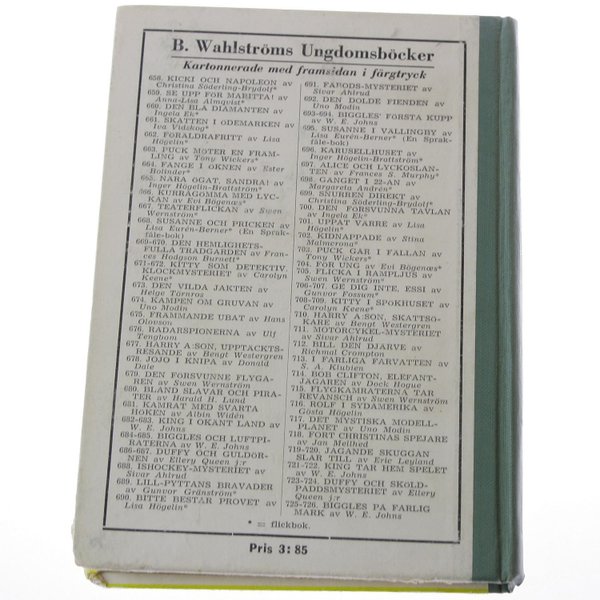 B. Wahlströms Ungdomsböcker
Kartonnerade med framsidan i färgtryck
658. KICKI OCH NAPOLEON av
Christina Söderling-Brydolf*
659. SE UPP FÖR MARITTA! av
Anna-Lisa Almqvist*
660. DEN BLÅ DIAMANTEN av
Ingela Ek*
661. SKATTEN I ÖDEMARKEN av
Iva Vidskog*
662. FÖRÄLDRAFRITT av Lisa
Högelin*
663. PUCK MÖTER EN FRÄM-
LING av Tony Wickers*
664. FÅNGE I ÖKNEN av Ester
Bolinder*
665. NÄRA ÖGAT, SANDRA! av
Inger Högelin-Brattström*
666. KURRAGÖMMA MED LYC-
KAN av Evi Bögenæs*
667. TEATERFLICKAN av Swen
Wernström*
668. SUSANNE OCH PRICKEN av
Lisa Eurén-Berner* (En Språk-
fåle-bok)
669-670. DEN HEMLIGHETS-
FULLA TRÄDGÅRDEN av Fran-
ces Hodgson Burnett*
671-672. KITTY SOM DETEKTIV,
KLOCKMYSTERIET av Carolyn
Keene*
673. DEN VILDA JAKTEN av
Helge Törnros
674. KAMPEN OM GRUVAN av
Uno Modin
675. FRÄMMANDE UBÅT av Hans
Olovson
676. RADARSPIONERNA av Ulf
Tengbom
677. HARRY A:SON, UPPTÄCKTS-
RESANDE av Bengt Westergren
678. JOJO I KNIPA av Donald
Dale
679. DEN FÖRSVUNNE FLYGA-
REN av Swen Wernström
680. BLAND SLAVAR OCH PIRA-
TER av Harald H. Lund
681. KAMRAT MED SVARTA
HÖKEN av Albin Widén
682-683. KING I OKÄNT LAND av
W. E. Johns
684-685. BIGGLES OCH LUFTPI-
RATERNA av W. E. Johns
686-687. DUFFY OCH GULDÖR-
NEN av Ellery Queen j:r
688. ISHOCKEY-MYSTERIET av
Sivar Ahlrud
689. LILL-PYTTANS BRAVADER
av Gunvor Gränström*
690. BITTE BESTÅR PROVET av
Lisa Högelin*
691. FÄBODS-MYSTERIET av
Sivar Ahlrud
692. DEN DOLDE FIENDEN av
Uno Modin
693-694. BIGGLES' FÖRSTA KUPP
av W. E. Johns
695. SUSANNE I VÄLLINGBY av
Lisa Eurén-Berner* (En Språk-
fåle-bok)
696. KARUSELLHUSET av
Inger Högelin-Brattström*
697. ALICE OCH LYCKOSLAN-
TEN av Frances S. Murphy*
698. GÄNGET I 22-AN av
Margareta Andrén*
699. SNURREN DIREKT av
Christina Söderling-Brydolf*
700. DEN FÖRSVUNNA TAVLAN
av Ingela Ek*
701. UPPÅT VÄRRE av Lisa
Högelin*
702. KIDNAPPADE av Stina
Malmerona*
703. PUCK GÅR I FÄLLAN av
Tony Wickers*
704. FÖR UNG av Evi Bögenæs*
705. FLICKA I RAMPLJUS av
Swen Wernström*
706-707. GE DIG INTE, ESSI av
Gunvor Fossum*
708-709. KITTY I SPÖKHUSET av
Carolyn Keene*
710. HARRY A:SON, SKATTSÖ-
KARE av Bengt Westergren
711. MOTORCYKEL-MYSTERIET
av Sivar Ahlrud
712. BILL DEN DJÄRVE av
Richmal Crompton
713. I FARLIGA FARVATTEN av
S. A. Klubien
714. BOB CLIFTON, ELEFANT-
JÄGAREN av Dock Hogue
715. FLYGKAMRATERNA TAR
REVANSCH av Swen Wernström
716. ROLF I SYDAMERIKA av
Gösta Högelin
717. DET MYSTISKA MODELL-
PLANET av Uno Modin
718. FORT CHRISTINAS SPEJARE
av Jan Mellhed
719-720. JAGANDE SKUGGAN
SLÅR TILL av Eric Leyland
721-722. KING TAR HEM SPELET
av W. E. Johns
723-724. DUFFY OCH SKÖLD-
PADDSMYSTERIET av Ellery
Queen j:r
725-726. BIGGLES PÅ FARLIG
MARK av W. E. Johns
* = flickbok.
Pris 3:85